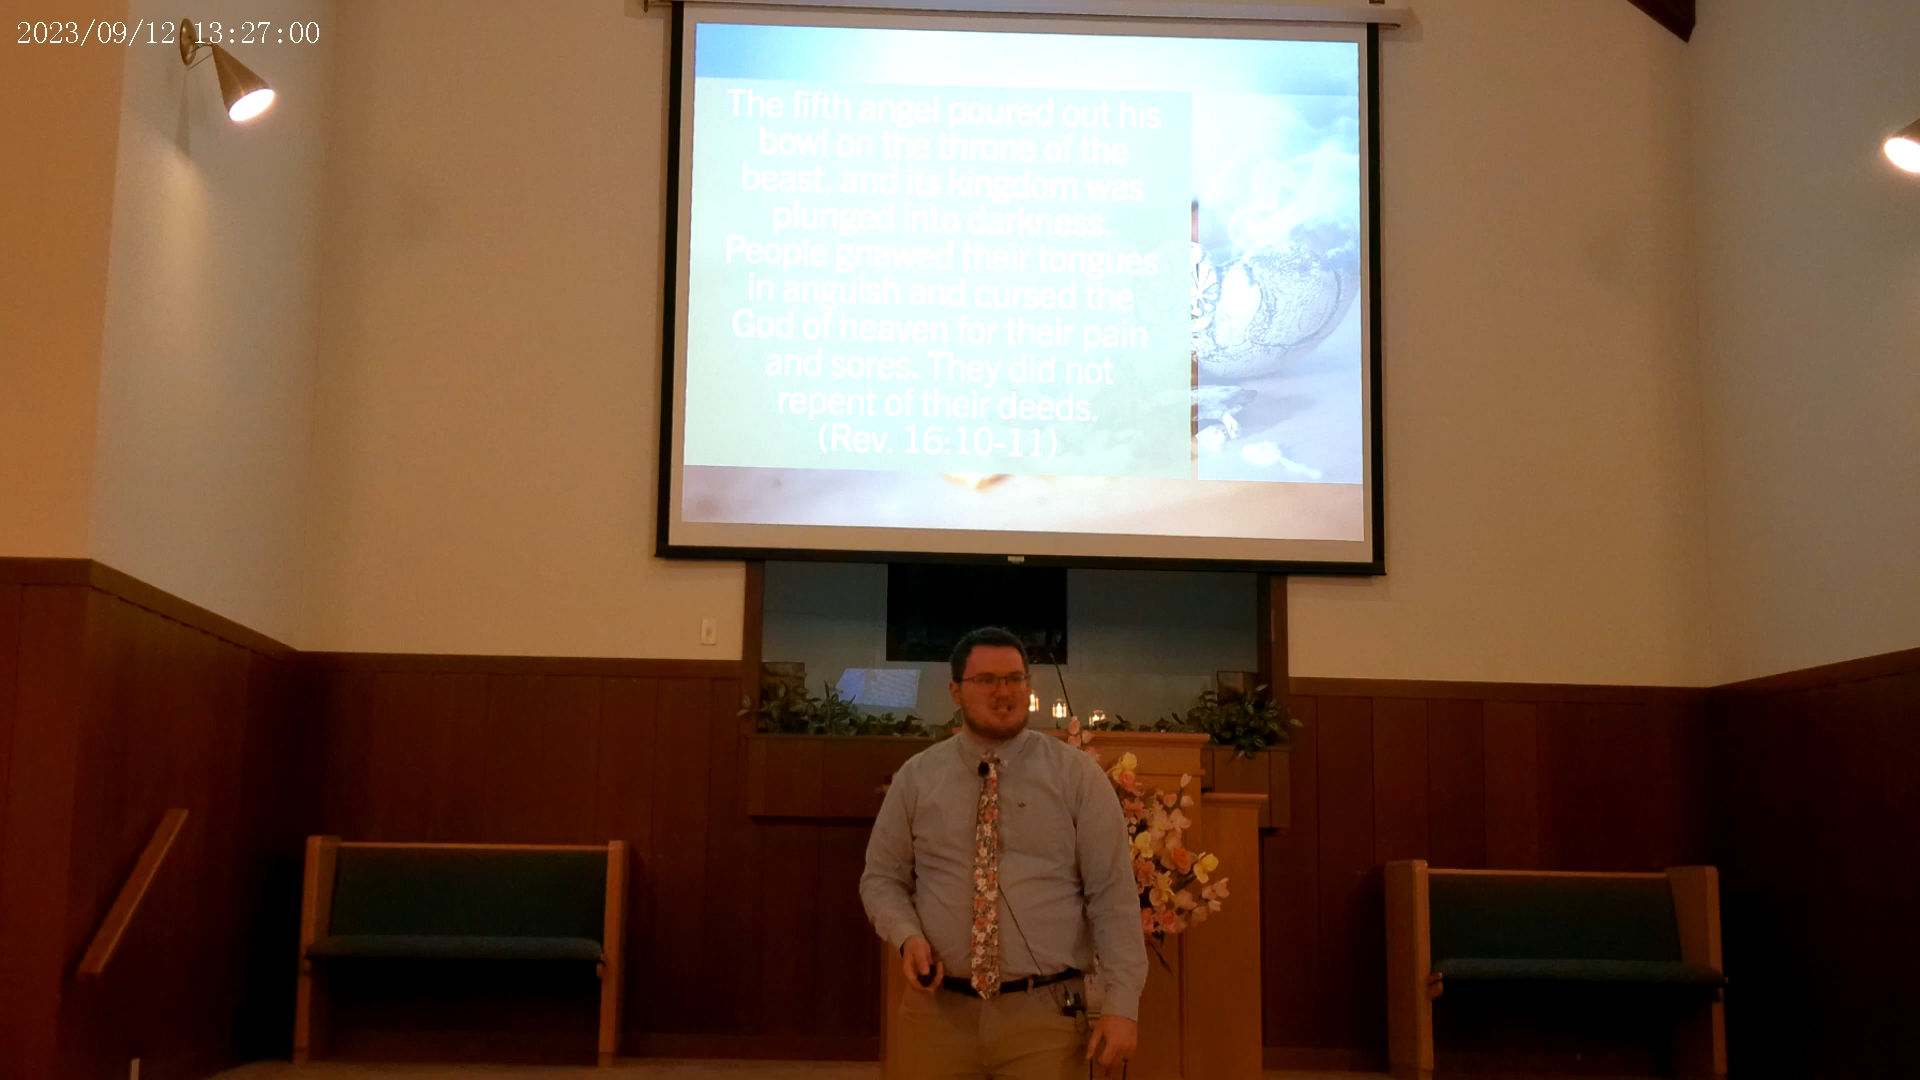 2023/09/12 13:27:00
The fifth angel poured out his
bowl on the throne of the
beast, and its kingdom was
plunged into darkness.
People gnawed their tongues
in anguish and cursed the
God of heaven for their pain
and sores. They did not
repent of their deeds.
(Rev. 16:10-11)